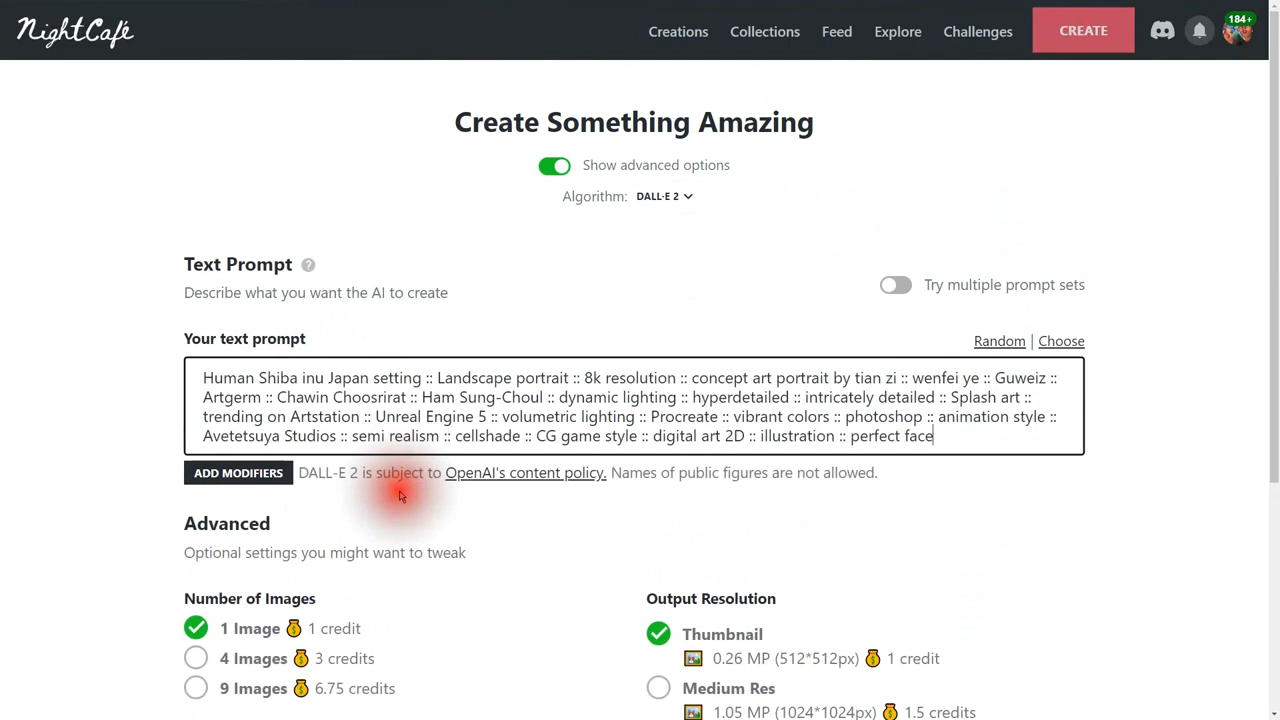 NightCafé
Creations Collections Feed Explore Challenges CREATE 184+
Create Something Amazing
Show advanced options
Algorithm: DALL·E 2
Text Prompt ?
Describe what you want the AI to create
Try multiple prompt sets
Your text prompt
Random | Choose
Human Shiba inu Japan setting :: Landscape portrait :: 8k resolution :: concept art portrait by tian zi :: wenfei ye :: Guweiz ::
Artgerm :: Chawin Choosrirat :: Ham Sung-Choul :: dynamic lighting :: hyperdetailed :: intricately detailed :: Splash art ::
trending on Artstation :: Unreal Engine 5 :: volumetric lighting :: Procreate :: vibrant colors :: photoshop :: animation style ::
Avetetsuya Studios :: semi realism :: cellshade :: CG game style :: digital art 2D :: illustration :: perfect face
ADD MODIFIERS DALL-E 2 is subject to OpenAI's content policy. Names of public figures are not allowed.
Advanced
Optional settings you might want to tweak
Number of Images
1 Image 1 credit
4 Images 3 credits
9 Images 6.75 credits
Output Resolution
Thumbnail
0.26 MP (512*512px) 1 credit
Medium Res
1.05 MP (1024*1024px) 1.5 credits